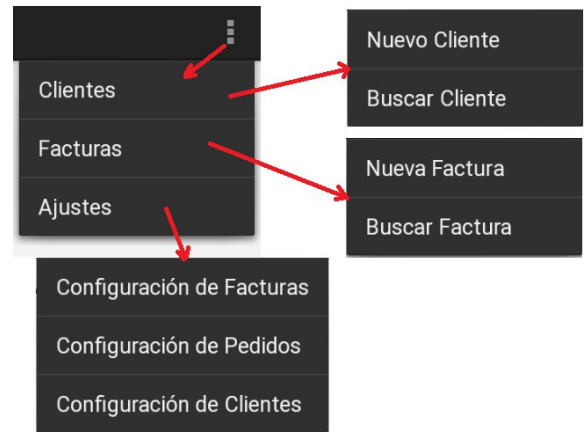 Clientes
Facturas
Ajustes
Nuevo Cliente
Buscar Cliente
Nueva Factura
Buscar Factura
Configuración de Facturas
Configuración de Pedidos
Configuración de Clientes